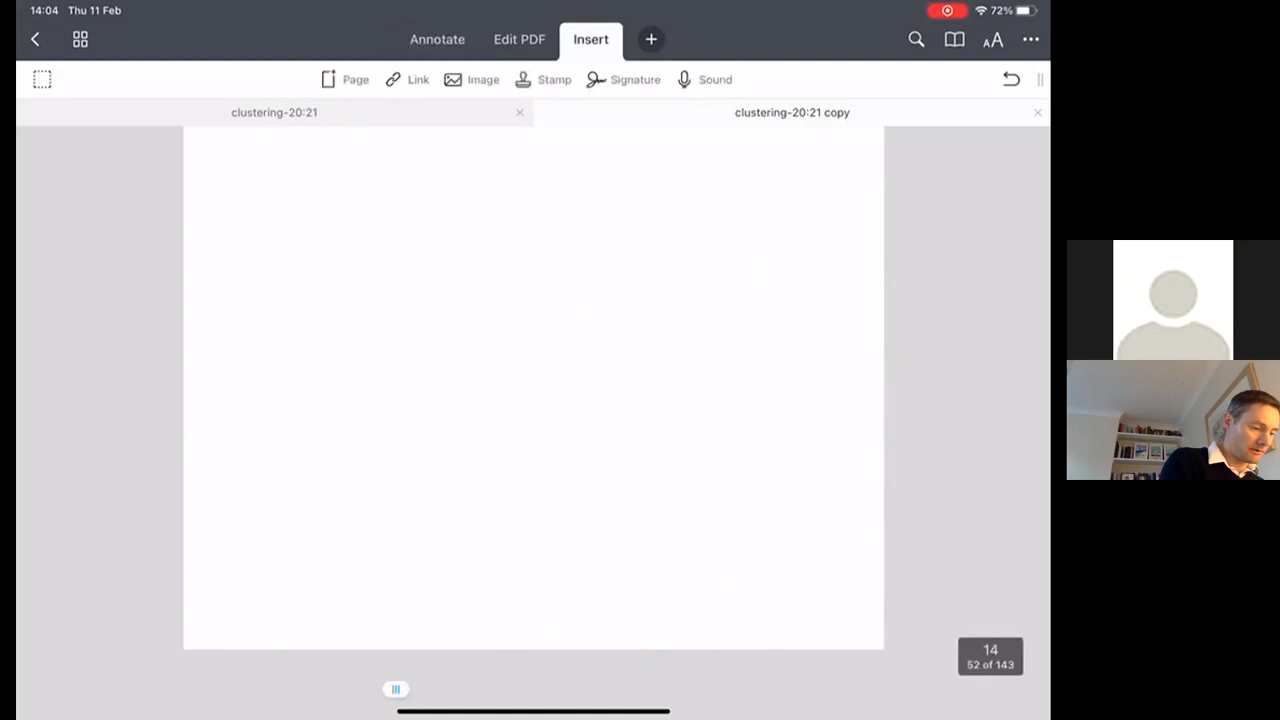 14:04 Thu 11 Feb
72%
Annotate Edit PDF Insert
AA
Page Link Image Stamp Signature Sound
clustering-20:21
clustering-20:21 copy
14
52 of 143